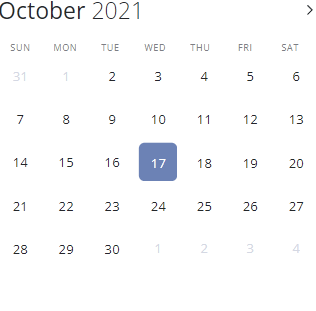 October 2021
SUN MON TUE WED THU FRI SAT
31 1 2 3 4 5 6
7 8 9 10 11 12 13
14 15 16 17 18 19 20
21 22 23 24 25 26 27
28 29 30 1 2 3 4